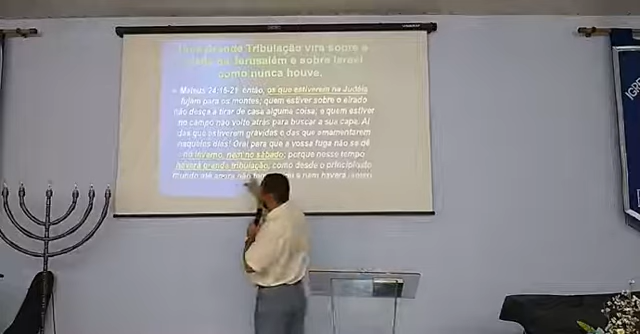 Uma Grande Tribulação virá sobre a
de Jerusalém e sobre Israel
como nunca houve.
Mateus 24:16-21 então, os que estiverem na Judéia
fujam para os montes; quem estiver sobre o eirado
não desça a tirar de casa alguma coisa; e quem estiver
no campo não volte atrás para buscar a sua capa. Ai
das que estiverem grávidas e das que amamentarem
naqueles dias! Orai para que a vossa fuga não se dê
no inverno, nem no sábado; porque nesse tempo
haverá grande tribulação, como desde o princípio do
mundo até agora não tem e nem haverá